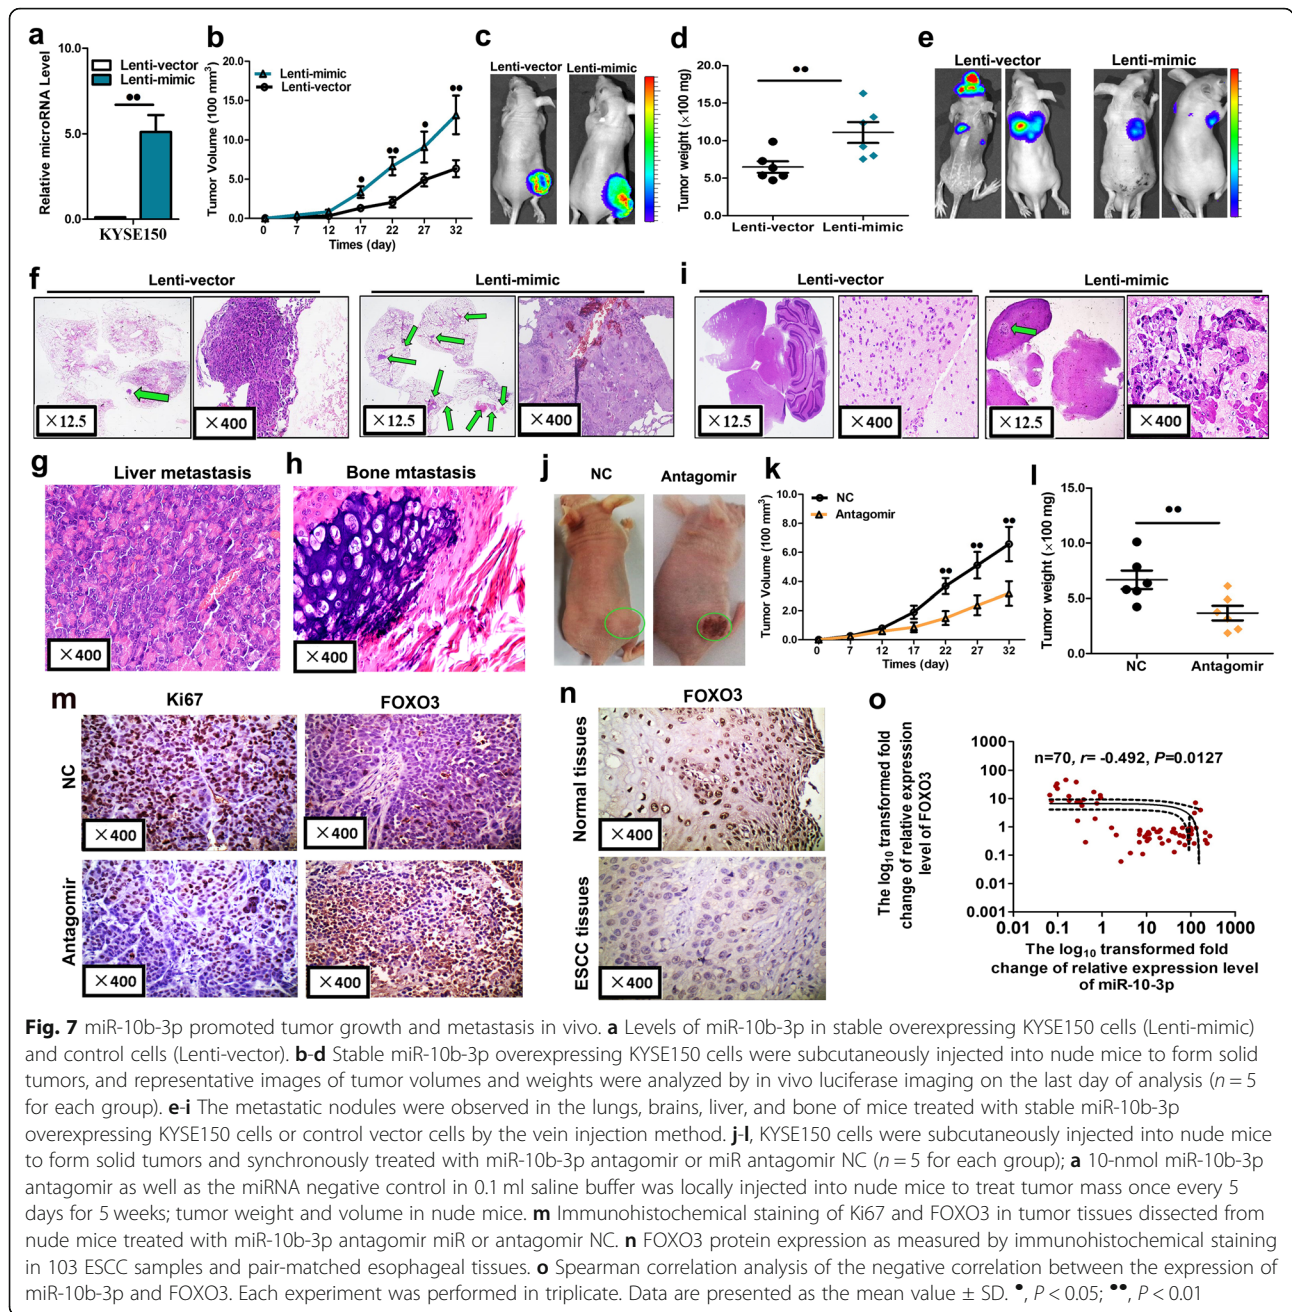 a
Relative microRNA Level
10.0
5.0
0.0
Lenti-vector
Lenti-mimic
••
KYSE150
b
Tumor Volume (100 mm³)
20.0
15.0
10.0
5.0
0.0
Lenti-mimic
Lenti-vector
•
••
•
••
0 7 12 17 22 27 32
Times (day)
c
Lenti-vector Lenti-mimic
d
Tumor weight (×100 mg)
20.0
15.0
10.0
5.0
0.0
••
Lenti-vector Lenti-mimic
e
Lenti-vector Lenti-mimic
f
Lenti-vector Lenti-mimic
×12.5 ×400 ×12.5 ×400
i
Lenti-vector Lenti-mimic
×12.5 ×400 ×12.5 ×400
g
Liver metastasis
×400
h
Bone mtastasis
×400
j
NC Antagomir
k
Tumor Volume (100 mm³)
10.0
8.0
6.0
4.0
2.0
0.0
NC
Antagomir
••
••
••
0 7 12 17 22 27 32
Times (day)
l
Tumor weight (×100 mg)
15.0
10.0
5.0
0.0
••
NC Antagomir
m
Ki67 FOXO3
NC
×400 ×400
Antagomir
×400 ×400
n
FOXO3
Normal tissues
×400
ESCC tissues
×400
o
The log₁₀ transformed fold
change of relative expression
level of FOXO3
1000
100
10
1
0.1
0.01
0.001
n=70, r= -0.492, P=0.0127
0.01 0.1 1 10 100 1000
The log₁₀ transformed fold
change of relative expression level
of miR-10-3p
Fig. 7 miR-10b-3p promoted tumor growth and metastasis in vivo. a Levels of miR-10b-3p in stable overexpressing KYSE150 cells (Lenti-mimic)
and control cells (Lenti-vector). b-d Stable miR-10b-3p overexpressing KYSE150 cells were subcutaneously injected into nude mice to form solid
tumors, and representative images of tumor volumes and weights were analyzed by in vivo luciferase imaging on the last day of analysis (n = 5
for each group). e-i The metastatic nodules were observed in the lungs, brains, liver, and bone of mice treated with stable miR-10b-3p
overexpressing KYSE150 cells or control vector cells by the vein injection method. j-l, KYSE150 cells were subcutaneously injected into nude mice
to form solid tumors and synchronously treated with miR-10b-3p antagomir or miR antagomir NC (n = 5 for each group); a 10-nmol miR-10b-3p
antagomir as well as the miRNA negative control in 0.1 ml saline buffer was locally injected into nude mice to treat tumor mass once every 5
days for 5 weeks; tumor weight and volume in nude mice. m Immunohistochemical staining of Ki67 and FOXO3 in tumor tissues dissected from
nude mice treated with miR-10b-3p antagomir miR or antagomir NC. n FOXO3 protein expression as measured by immunohistochemical staining
in 103 ESCC samples and pair-matched esophageal tissues. o Spearman correlation analysis of the negative correlation between the expression of
miR-10b-3p and FOXO3. Each experiment was performed in triplicate. Data are presented as the mean value ± SD. •, P < 0.05; ••, P < 0.01